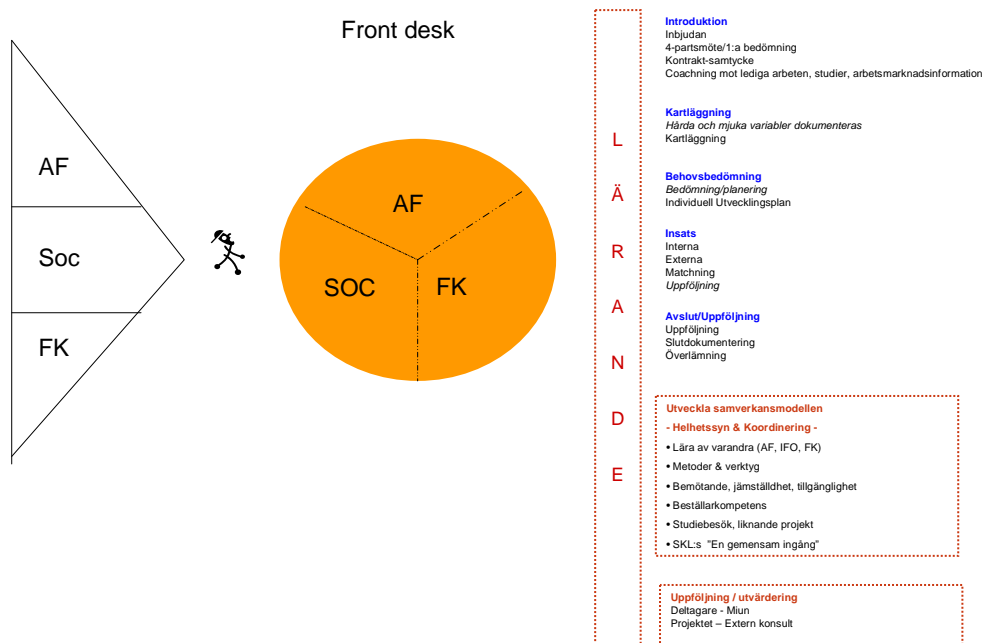 Front desk
AF
Soc
FK
AF
SOC
FK
L
Ä
R
A
N
D
E
Introduktion
Inbjudan
4-partsmöte/1:a bedömning
Kontrakt-samtycke
Coachning mot lediga arbeten, studier, arbetsmarknadsinformation
Kartläggning
Hårda och mjuka variabler dokumenteras
Kartläggning
Behovsbedömning
Bedömning/planering
Individuell Utvecklingsplan
Insats
Interna
Externa
Matchning
Uppföljning
Avslut/Uppföljning
Uppföljning
Slutdokumentering
Överlämning
Utveckla samverkansmodellen
- Helhetssyn & Koordinering -
• Lära av varandra (AF, IFO, FK)
• Metoder & verktyg
• Bemötande, jämställdhet, tillgänglighet
• Beställarkompetens
• Studiebesök, liknande projekt
• SKL:s "En gemensam ingång"
Uppföljning / utvärdering
Deltagare - Miun
Projektet – Extern konsult